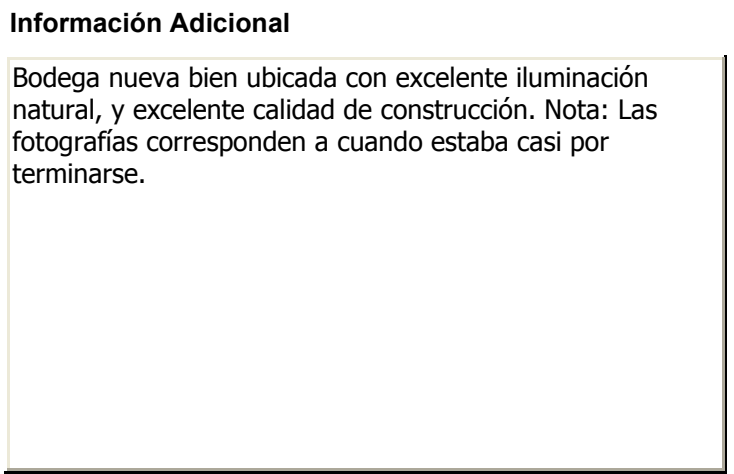 Información Adicional
Bodega nueva bien ubicada con excelente iluminación
natural, y excelente calidad de construcción. Nota: Las
fotografías corresponden a cuando estaba casi por
terminarse.